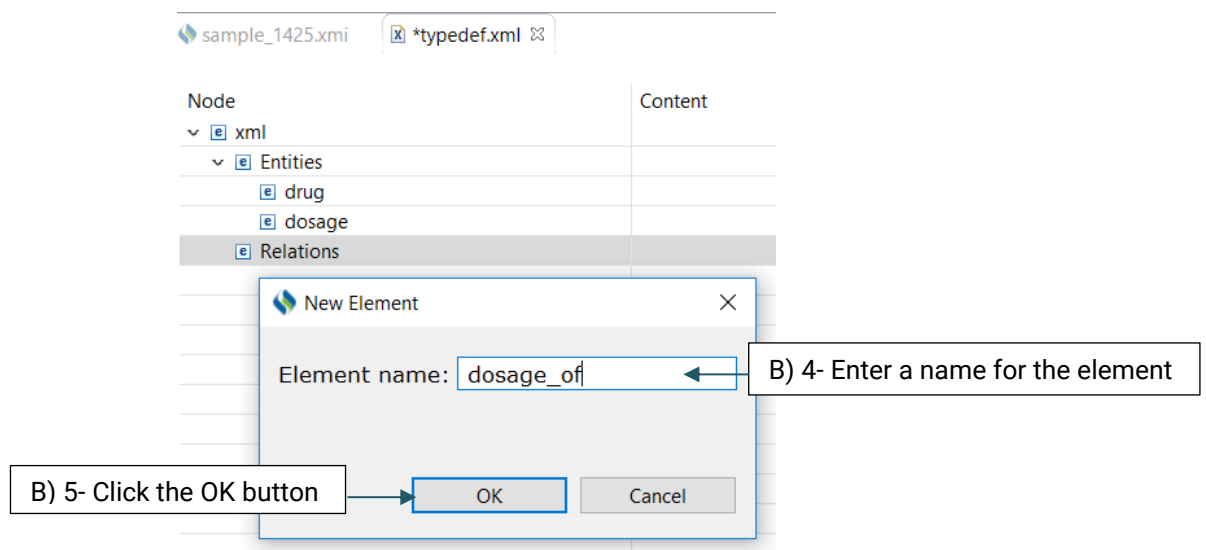 sample_1425.xmi *typedef.xml
Node Content
xml
Entities
drug
dosage
Relations
New Element
Element name: dosage_of
B) 4- Enter a name for the element
B) 5- Click the OK button
OK Cancel